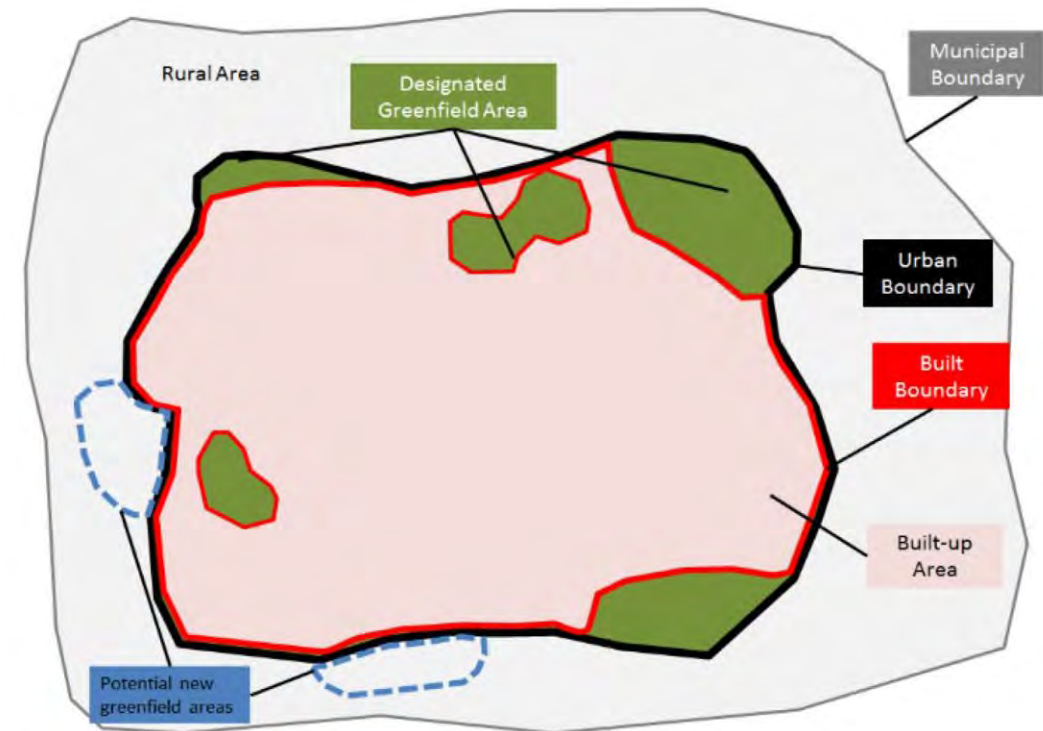 Rural Area
Designated
Greenfield Area
Municipal
Boundary
Urban
Boundary
Built
Boundary
Built-up
Area
Potential new
greenfield areas